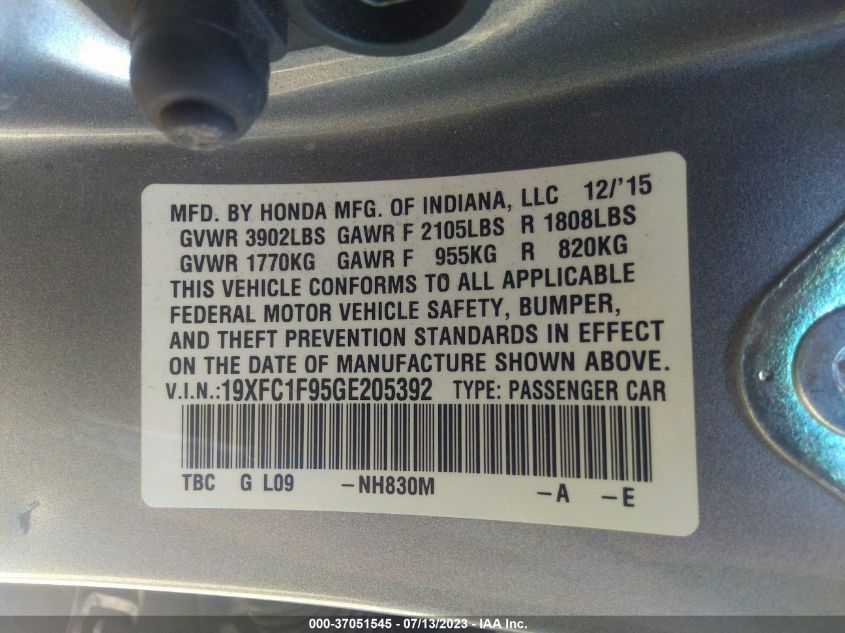 MFD. BY HONDA MFG. OF INDIANA, LLC 12/'15
GVWR 3902LBS GAWR F 2105LBS R 1808LBS
GVWR 1770KG GAWR F 955KG R 820KG
THIS VEHICLE CONFORMS TO ALL APPLICABLE
FEDERAL MOTOR VEHICLE SAFETY, BUMPER,
AND THEFT PREVENTION STANDARDS IN EFFECT
ON THE DATE OF MANUFACTURE SHOWN ABOVE.
V.I.N.:19XFC1F95GE205392 TYPE: PASSENGER CAR
TBC G L09 -NH830M -A -E
000-37051545 - 07/13/2023 - IAA Inc.